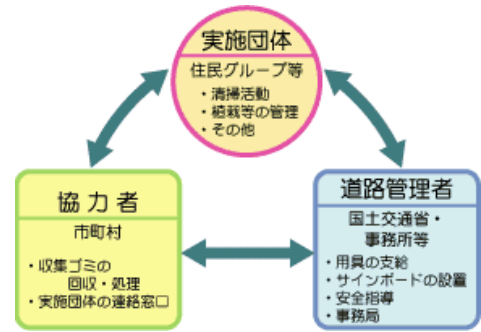 実施団体
住民グループ等
・清掃活動
・植栽等の管理
・その他
協力者
市町村
・収集ゴミの
回収・処理
・実施団体の連絡窓口
道路管理者
国土交通省・
事務所等
・用具の支給
・サインボードの設置
・安全指導
・事務局